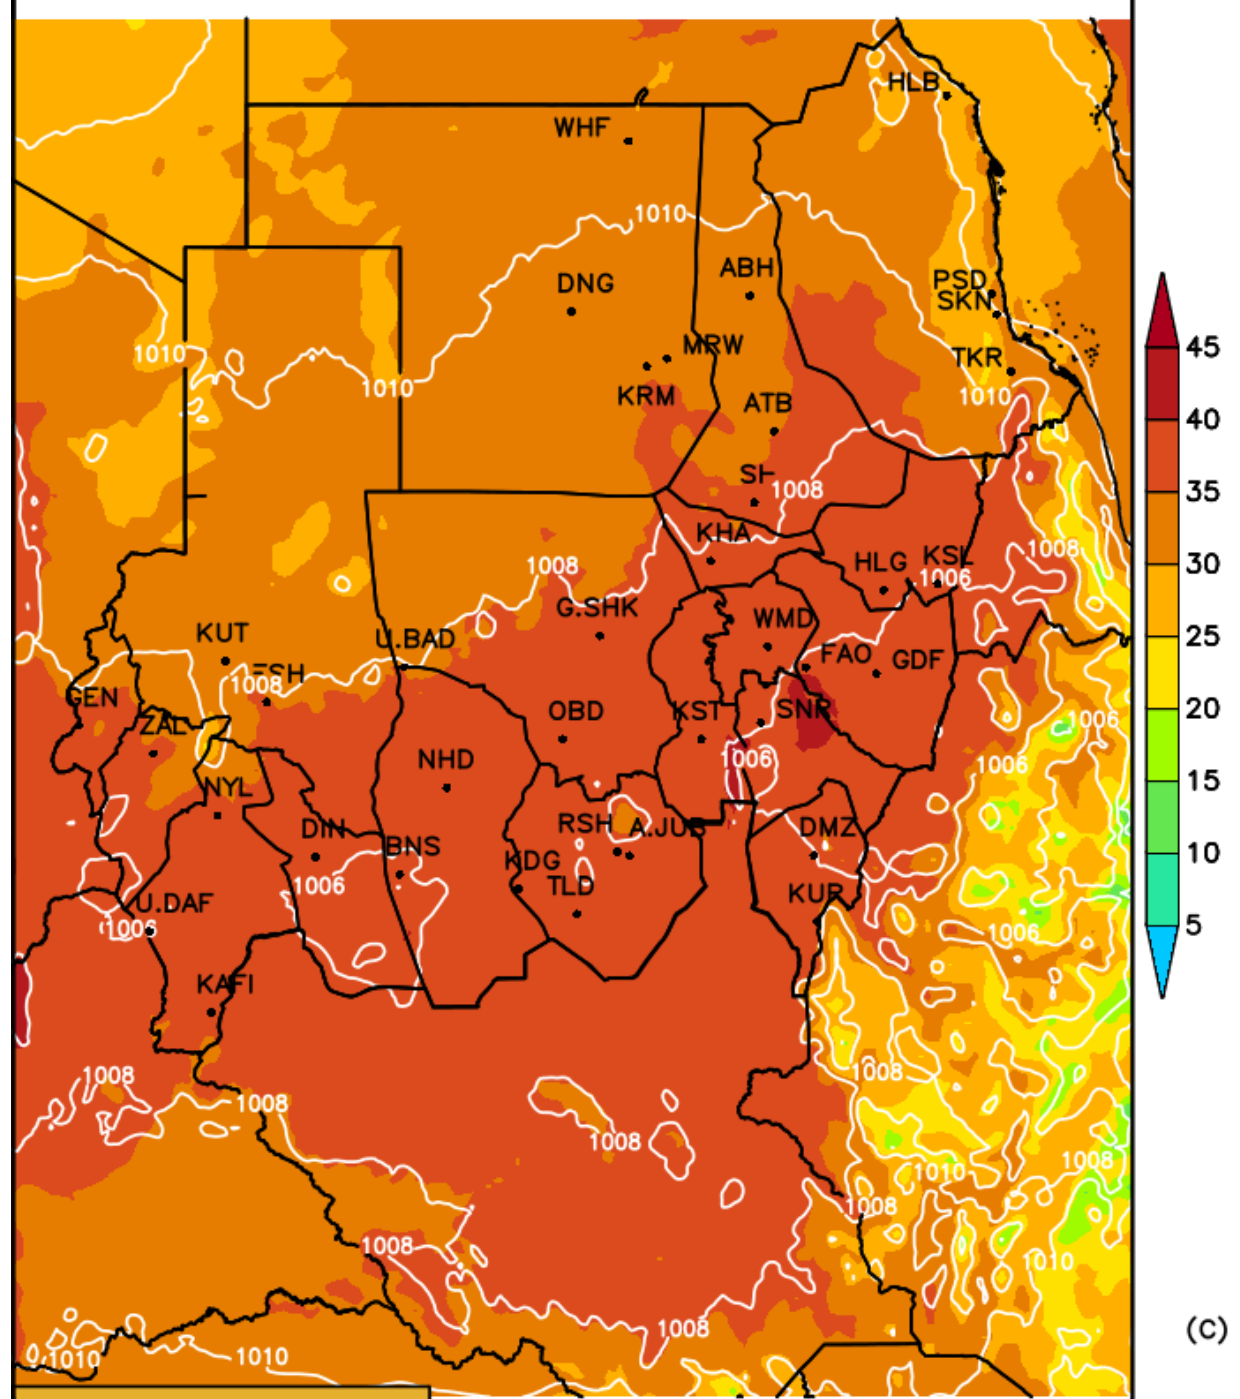 HLB
WHF
1010
ABH
DNG
PSD
SKN
45
MRW
1010
TKR
1010
KRM
ATB
1010
40
SH
1008
35
KHA
1008
KSL
HLG
1008
1006
30
G.SHK
WMD
KUT
U.BAD
25
FAO
GDF
FSH
1008
GEN
ZAL
OBD
KST
SNR
20
1006
NHD
1006
1006
NYL
15
DIN
RSH
A.JUB
DMZ
BNS
KDG
10
1006
TLD
KUR
U.DAF
1006
1006
5
KAFI
1008
1008
1008
1008
1010
1008
1008
1008
1010
1008
(C)
1010
1010